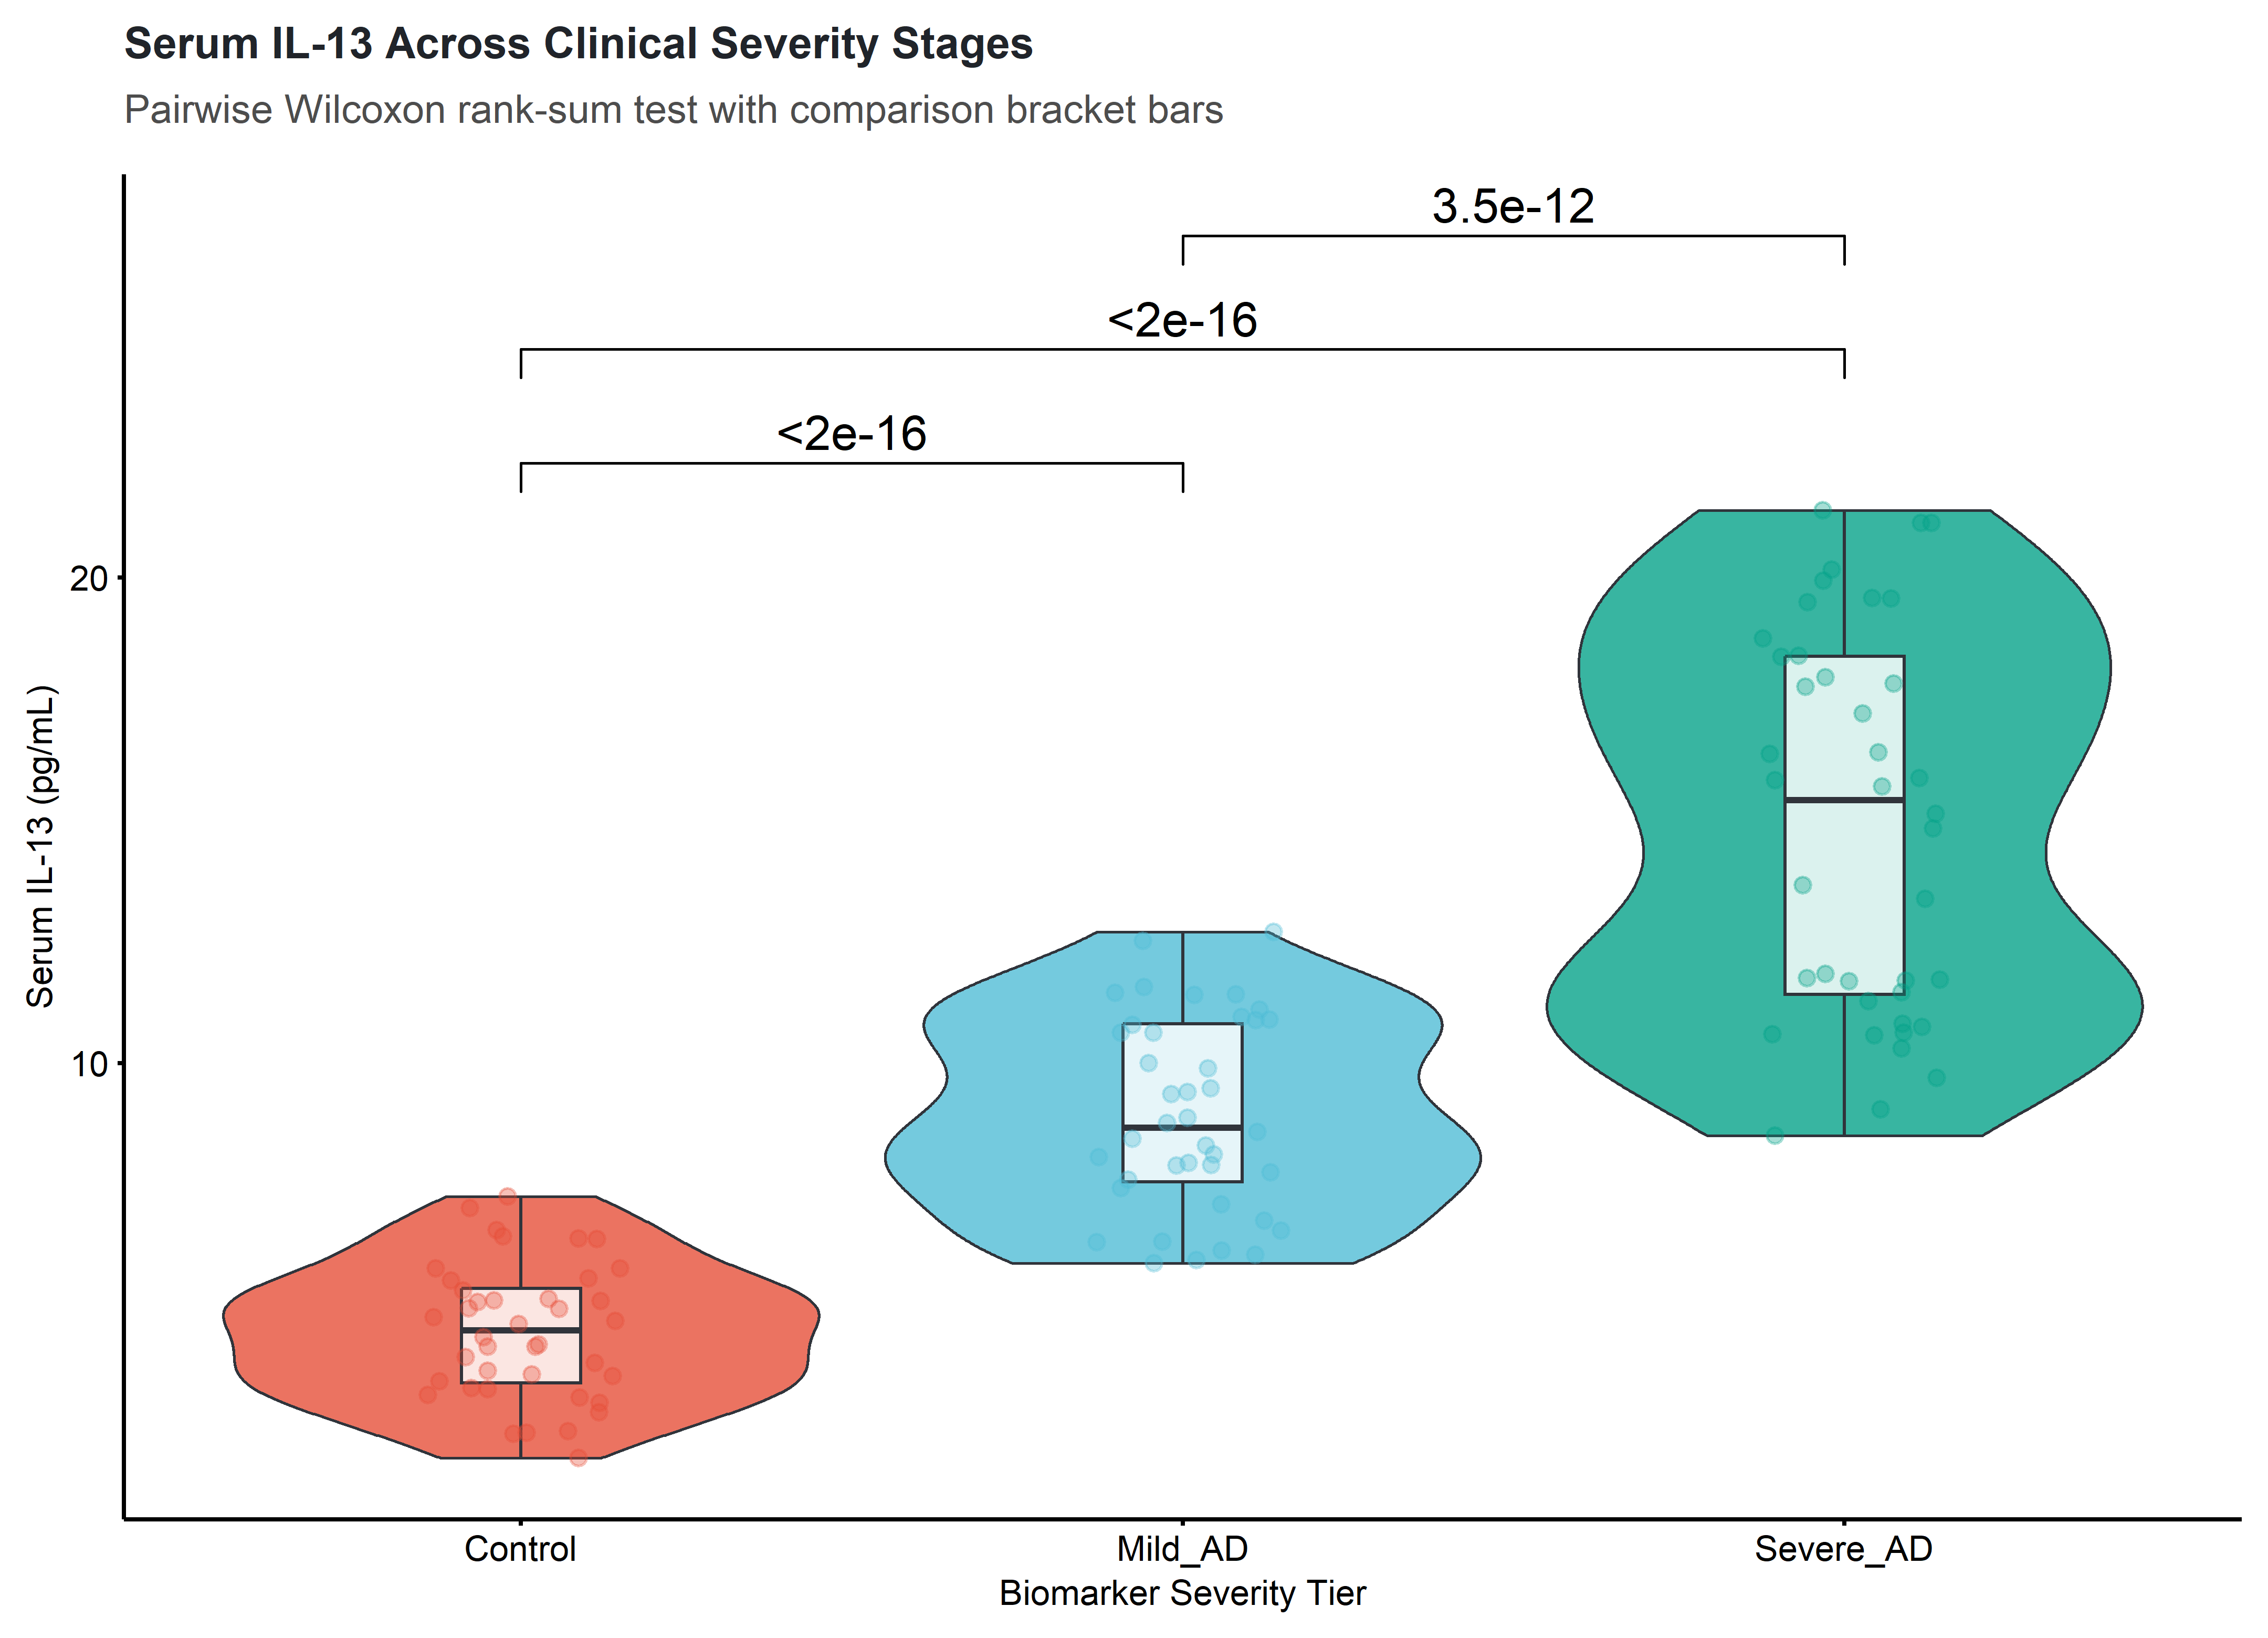 Serum IL-13 Across Clinical Severity Stages
Pairwise Wilcoxon rank-sum test with comparison bracket bars
3.5e-12
<2e-16
<2e-16
20
10
Serum IL-13 (pg/mL)
Control
Mild_AD
Severe_AD
Biomarker Severity Tier